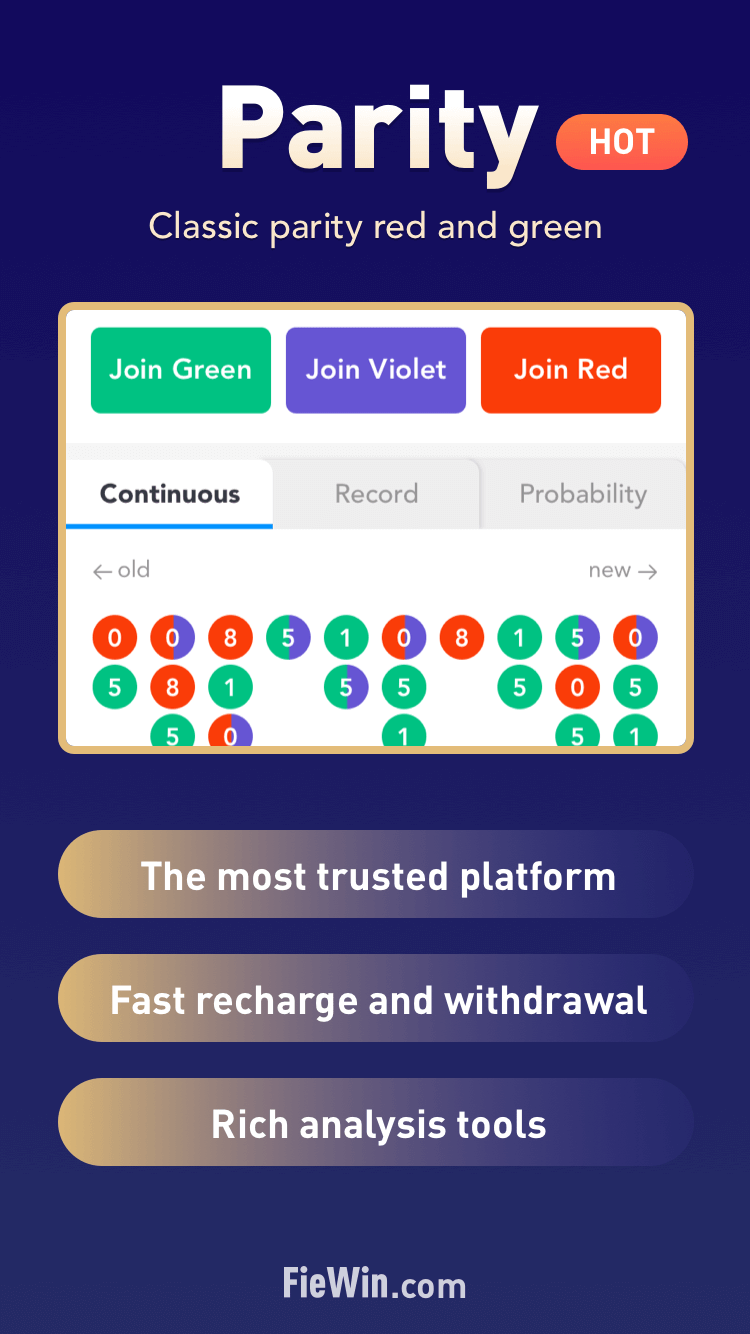 Parity HOT
Classic parity red and green
Join Green Join Violet Join Red
Continuous Record Probability
← old new →
0 0 8 5 1 0 8 1 5 0
5 8 1 5 5 5 0 5
5 0 1 5 1
The most trusted platform
Fast recharge and withdrawal
Rich analysis tools
FieWin.com